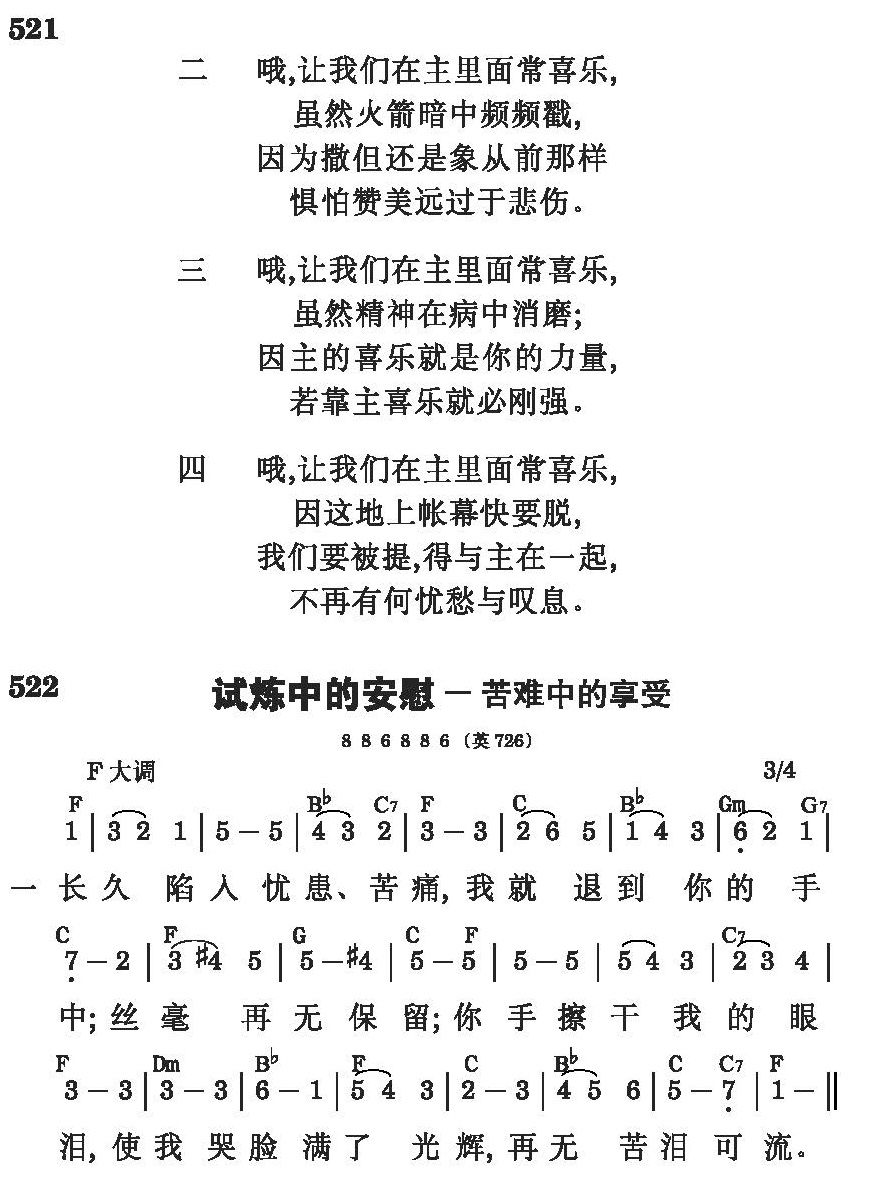 521
二 哦,让我们在主里面常喜乐,
虽然火箭暗中频频戳,
因为撒但还是象从前那样
惧怕赞美远过于悲伤。
三 哦,让我们在主里面常喜乐,
虽然精神在病中消磨;
因主的喜乐就是你的力量,
若靠主喜乐就必刚强。
四 哦,让我们在主里面常喜乐,
因这地上帐幕快要脱,
我们要被提,得与主在一起,
不再有何忧愁与叹息。
522 试炼中的安慰 — 苦难中的享受
8 8 6 8 8 6 (英 726)
F 大调 3/4
F B♭ C7 F C B♭ Gm G7
1 | 3 2 1 | 5 — 5 | 4 3 2 | 3 — 3 | 2 6 5 | 1 4 3 | 6̣ 2 1 |
一 长久 陷入忧患、苦痛,我就 退到 你的 手
C F G C F C7
7̣ — 2 | 3 #4 5 | 5 — #4 | 5 — 5 | 5 — 5 | 5 4 3 | 2 3 4 |
中;丝毫 再无保留;你手擦干我的眼
F Dm B♭ F C B♭ C C7 F
3 — 3 | 3 — 3 | 6 — 1 | 5 4 3 | 2 — 3 | 4 5 6 | 5 — 7̣ | 1 — ‖
泪,使我哭脸满了 光辉,再无 苦泪可流。